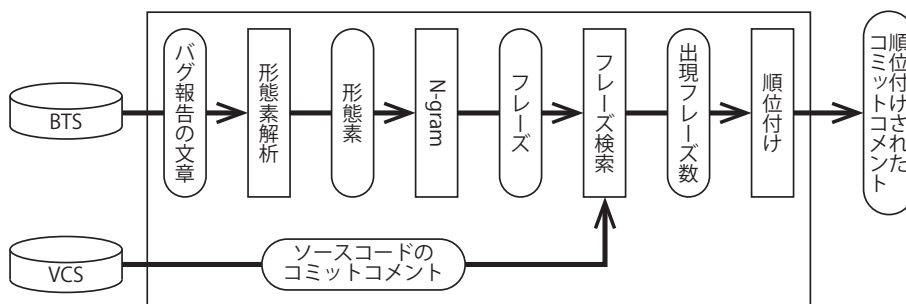 BTS
バグ報告の文章
形態素解析
形態素
N-gram
フレーズ
フレーズ検索
出現フレーズ数
順位付け
順位付けされた
コミットコメント
VCS
ソースコードの
コミットコメント